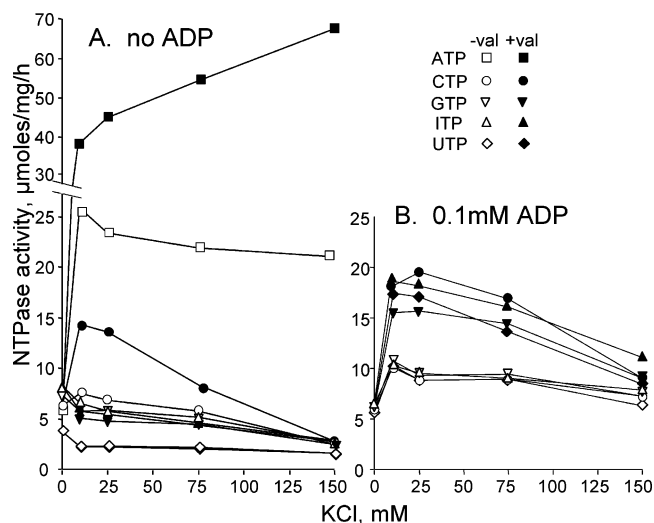 A. no ADP
-val +val
ATP
CTP
GTP
ITP
UTP
NTPase activity, μmoles/mg/h
70
60
50
40
30
25
20
15
10
5
0
0 25 50 75 100 125 150
B. 0.1mM ADP
25
20
15
10
5
0
0 25 50 75 100 125 150
KCl, mM